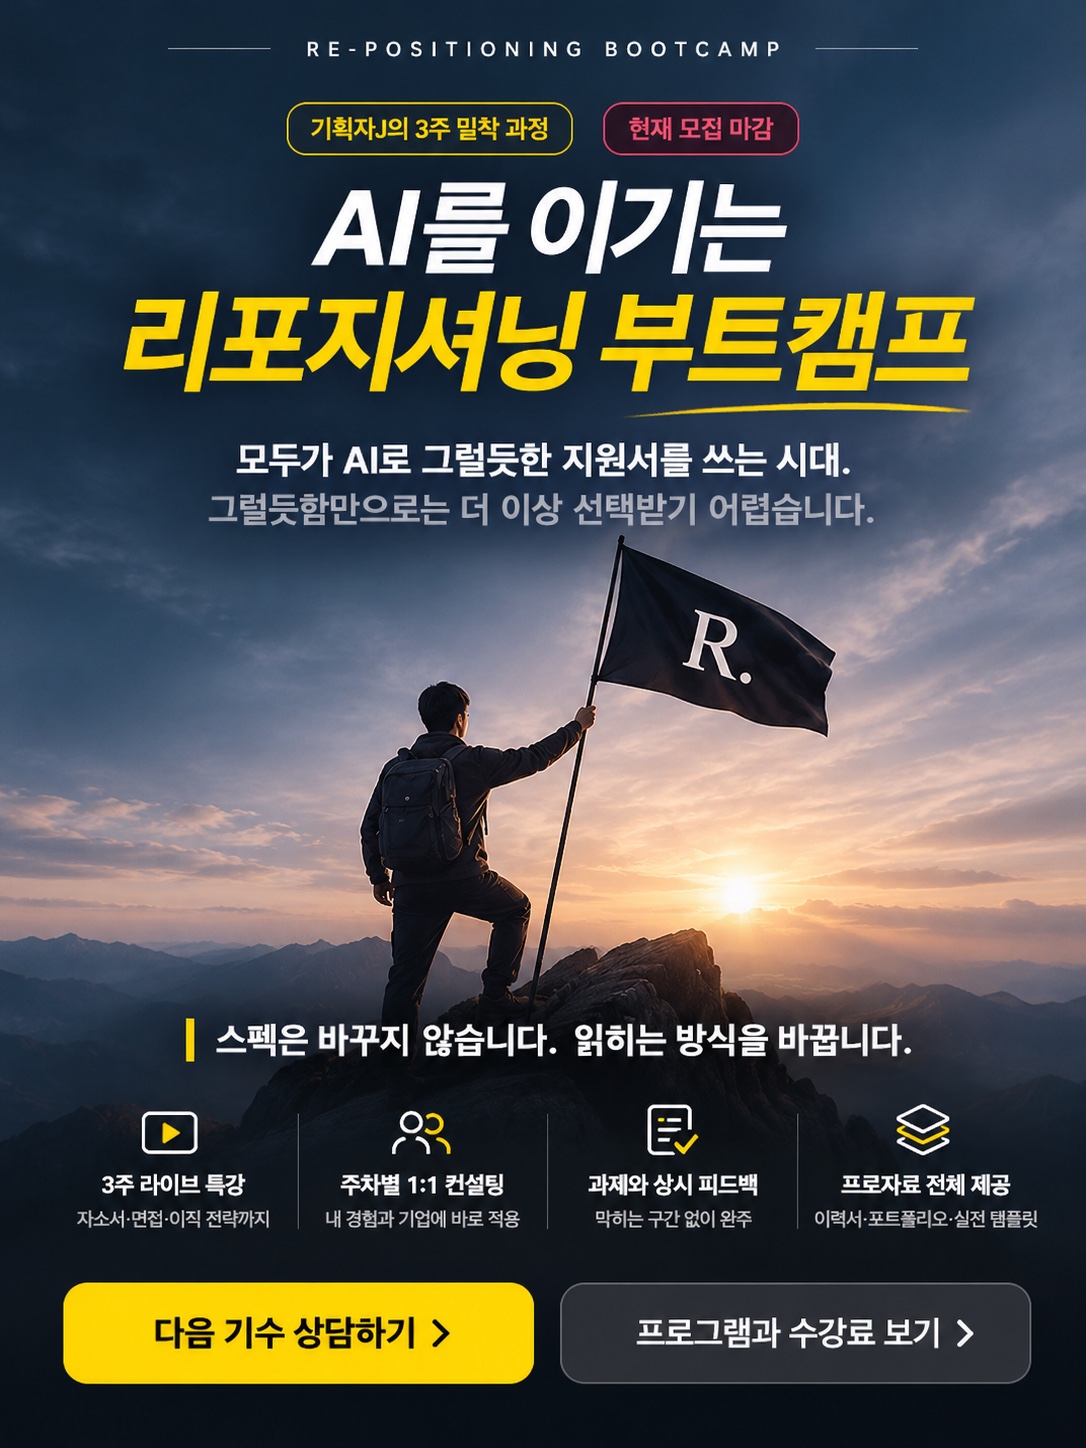 RE-POSITIONING BOOTCAMP
기획자J의 3주 밀착 과정
현재 모집 마감
AI를 이기는
리포지셔닝 부트캠프
모두가 AI로 그럴듯한 지원서를 쓰는 시대.
그럴듯함만으로는 더 이상 선택받기 어렵습니다.
R.
스펙은 바꾸지 않습니다. 읽히는 방식을 바꿉니다.
3주 라이브 특강
자소서·면접·이직 전략까지
주차별 1:1 컨설팅
내 경험과 기업에 바로 적용
과제와 상시 피드백
막히는 구간 없이 완주
프로자료 전체 제공
이력서·포트폴리오·실전 템플릿
다음 기수 상담하기
프로그램과 수강료 보기